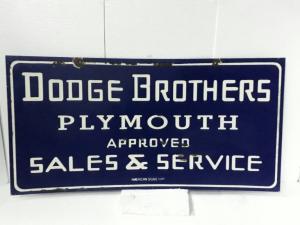 DODGE BROTHERS
PLYMOUTH
APPROVED
SALES & SERVICE